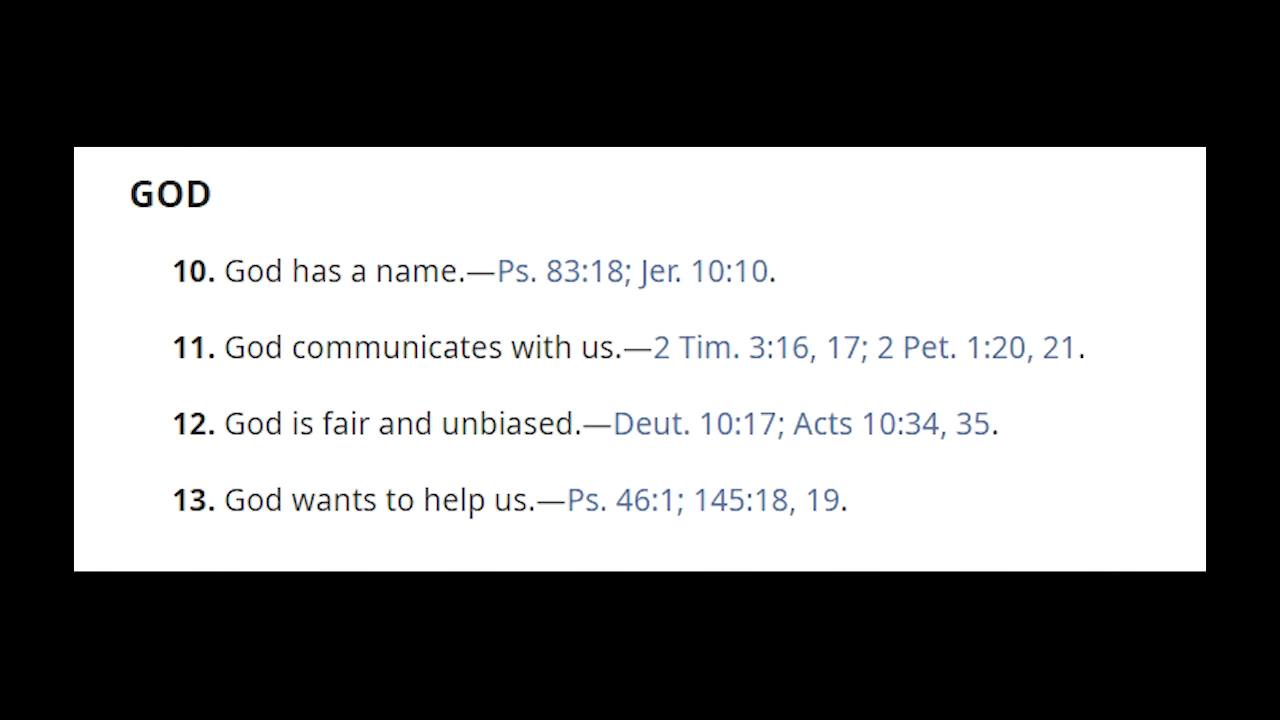 GOD
10. God has a name.—Ps. 83:18; Jer. 10:10.
11. God communicates with us.—2 Tim. 3:16, 17; 2 Pet. 1:20, 21.
12. God is fair and unbiased.—Deut. 10:17; Acts 10:34, 35.
13. God wants to help us.—Ps. 46:1; 145:18, 19.